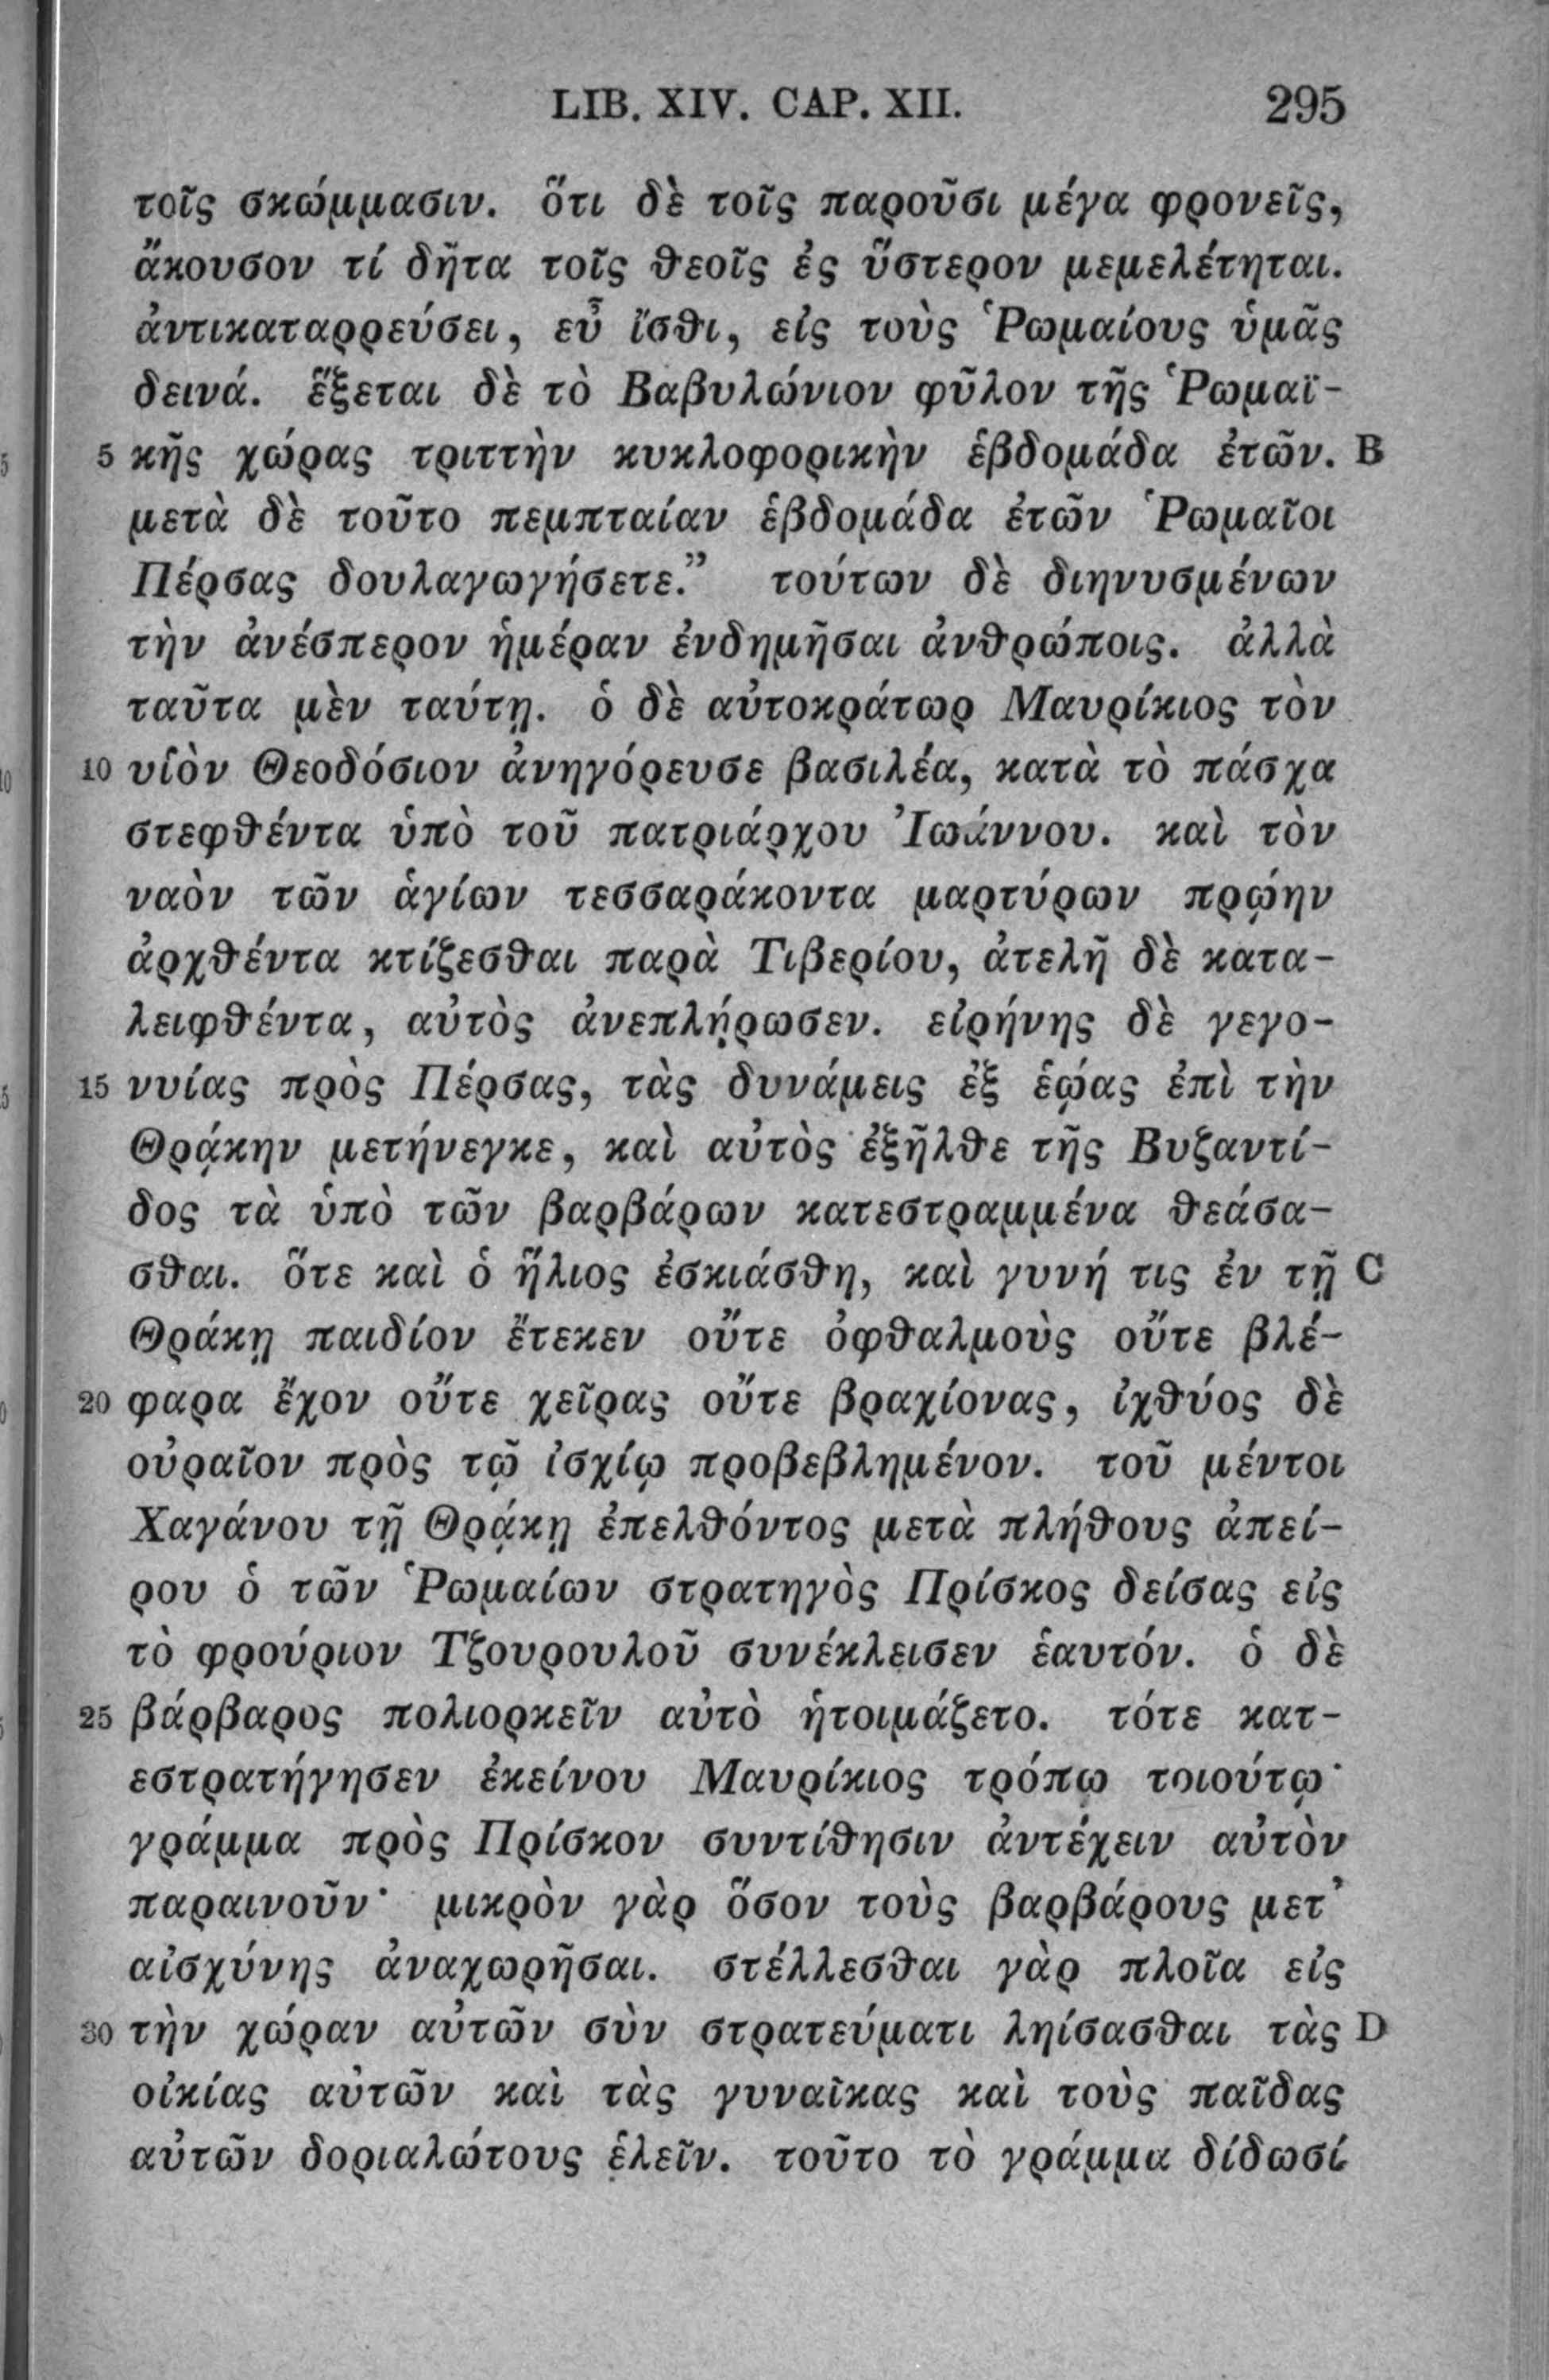 LIB. XIV. CAP. XII. 295
τοῖς σκώμμασιν. ὅτι δὲ τοῖς παροῦσι μέγα φρονεῖς,
ἄκουσον τί δῆτα τοῖς θεοῖς ἐς ὕστερον μεμελέτηται.
ἀντικαταρρεύσει, εὖ ἴσθι, εἰς τοὺς Ῥωμαίους ὑμᾶς
δεινά. ἕξεται δὲ τὸ Βαβυλώνιον φῦλον τῆς Ῥωμαϊ-
5 κῆς χώρας τριττὴν κυκλοφορικὴν ἑβδομάδα ἐτῶν. B
μετὰ δὲ τοῦτο πεμπταίαν ἑβδομάδα ἐτῶν Ῥωμαῖοι
Πέρσας δουλαγωγήσετε.” τούτων δὲ διηνυσμένων
τὴν ἀνέσπερον ἡμέραν ἐνδημῆσαι ἀνθρώποις. ἀλλὰ
ταῦτα μὲν ταύτῃ. ὁ δὲ αὐτοκράτωρ Μαυρίκιος τὸν
10 υἱὸν Θεοδόσιον ἀνηγόρευσε βασιλέα, κατὰ τὸ πάσχα
στεφθέντα ὑπὸ τοῦ πατριάρχου Ἰωάννου. καὶ τὸν
ναὸν τῶν ἁγίων τεσσαράκοντα μαρτύρων πρῴην
ἀρχθέντα κτίζεσθαι παρὰ Τιβερίου, ἀτελῆ δὲ κατα-
λειφθέντα, αὐτὸς ἀνεπλήρωσεν. εἰρήνης δὲ γεγο-
15 νυίας πρὸς Πέρσας, τὰς δυνάμεις ἐξ ἑῴας ἐπὶ τὴν
Θρᾴκην μετήνεγκε, καὶ αὐτὸς ἐξῆλθε τῆς Βυζαντί-
δος τὰ ὑπὸ τῶν βαρβάρων κατεστραμμένα θεάσα-
σθαι. ὅτε καὶ ὁ ἥλιος ἐσκιάσθη, καὶ γυνή τις ἐν τῇ C
Θράκῃ παιδίον ἔτεκεν οὔτε ὀφθαλμοὺς οὔτε βλέ-
20 φαρα ἔχον οὔτε χεῖρας οὔτε βραχίονας, ἰχθύος δὲ
οὐραῖον πρὸς τῷ ἰσχίῳ προβεβλημένον. τοῦ μέντοι
Χαγάνου τῇ Θρᾴκῃ ἐπελθόντος μετὰ πλήθους ἀπεί-
ρου ὁ τῶν Ῥωμαίων στρατηγὸς Πρίσκος δείσας εἰς
τὸ φρούριον Τζουρουλοῦ συνέκλεισεν ἑαυτόν. ὁ δὲ
25 βάρβαρος πολιορκεῖν αὐτὸ ἡτοιμάζετο. τότε κατ-
εστρατήγησεν ἐκείνου Μαυρίκιος τρόπῳ τοιούτῳ·
γράμμα πρὸς Πρίσκον συντίθησιν ἀντέχειν αὐτὸν
παραινοῦν· μικρὸν γὰρ ὅσον τοὺς βαρβάρους μετ’
αἰσχύνης ἀναχωρῆσαι. στέλλεσθαι γὰρ πλοῖα εἰς
30 τὴν χώραν αὐτῶν σὺν στρατεύματι ληίσασθαι τὰς D
οἰκίας αὐτῶν καὶ τὰς γυναῖκας καὶ τοὺς παῖδας
αὐτῶν δοριαλώτους ἑλεῖν. τοῦτο τὸ γράμμα δίδωσί